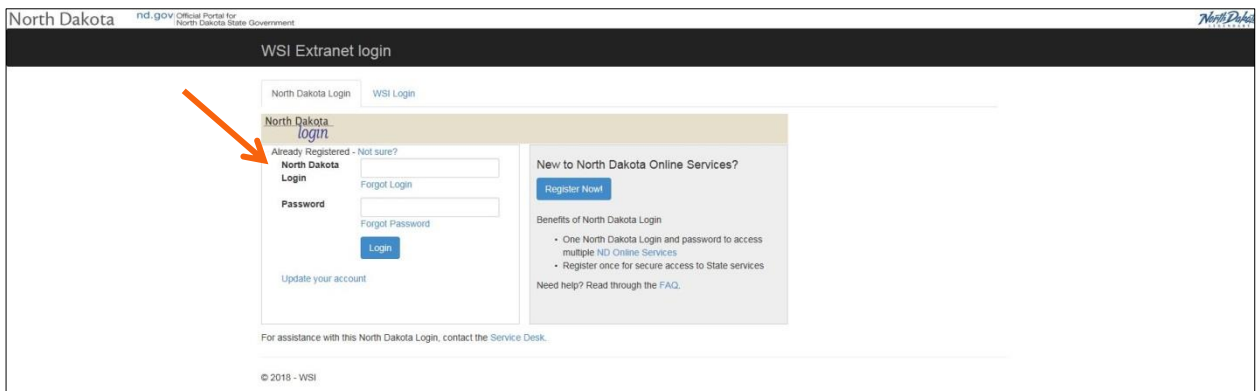 North Dakota nd.gov Official Portal for
North Dakota State Government
North Dakota
LEGENDARY
WSI Extranet login
North Dakota Login WSI Login
North Dakota
login
Already Registered - Not sure?
North Dakota
Login
Forgot Login
Password
Forgot Password
Login
Update your account
New to North Dakota Online Services?
Register Now!
Benefits of North Dakota Login
• One North Dakota Login and password to access
multiple ND Online Services
• Register once for secure access to State services
Need help? Read through the FAQ.
For assistance with this North Dakota Login, contact the Service Desk.
© 2018 - WSI